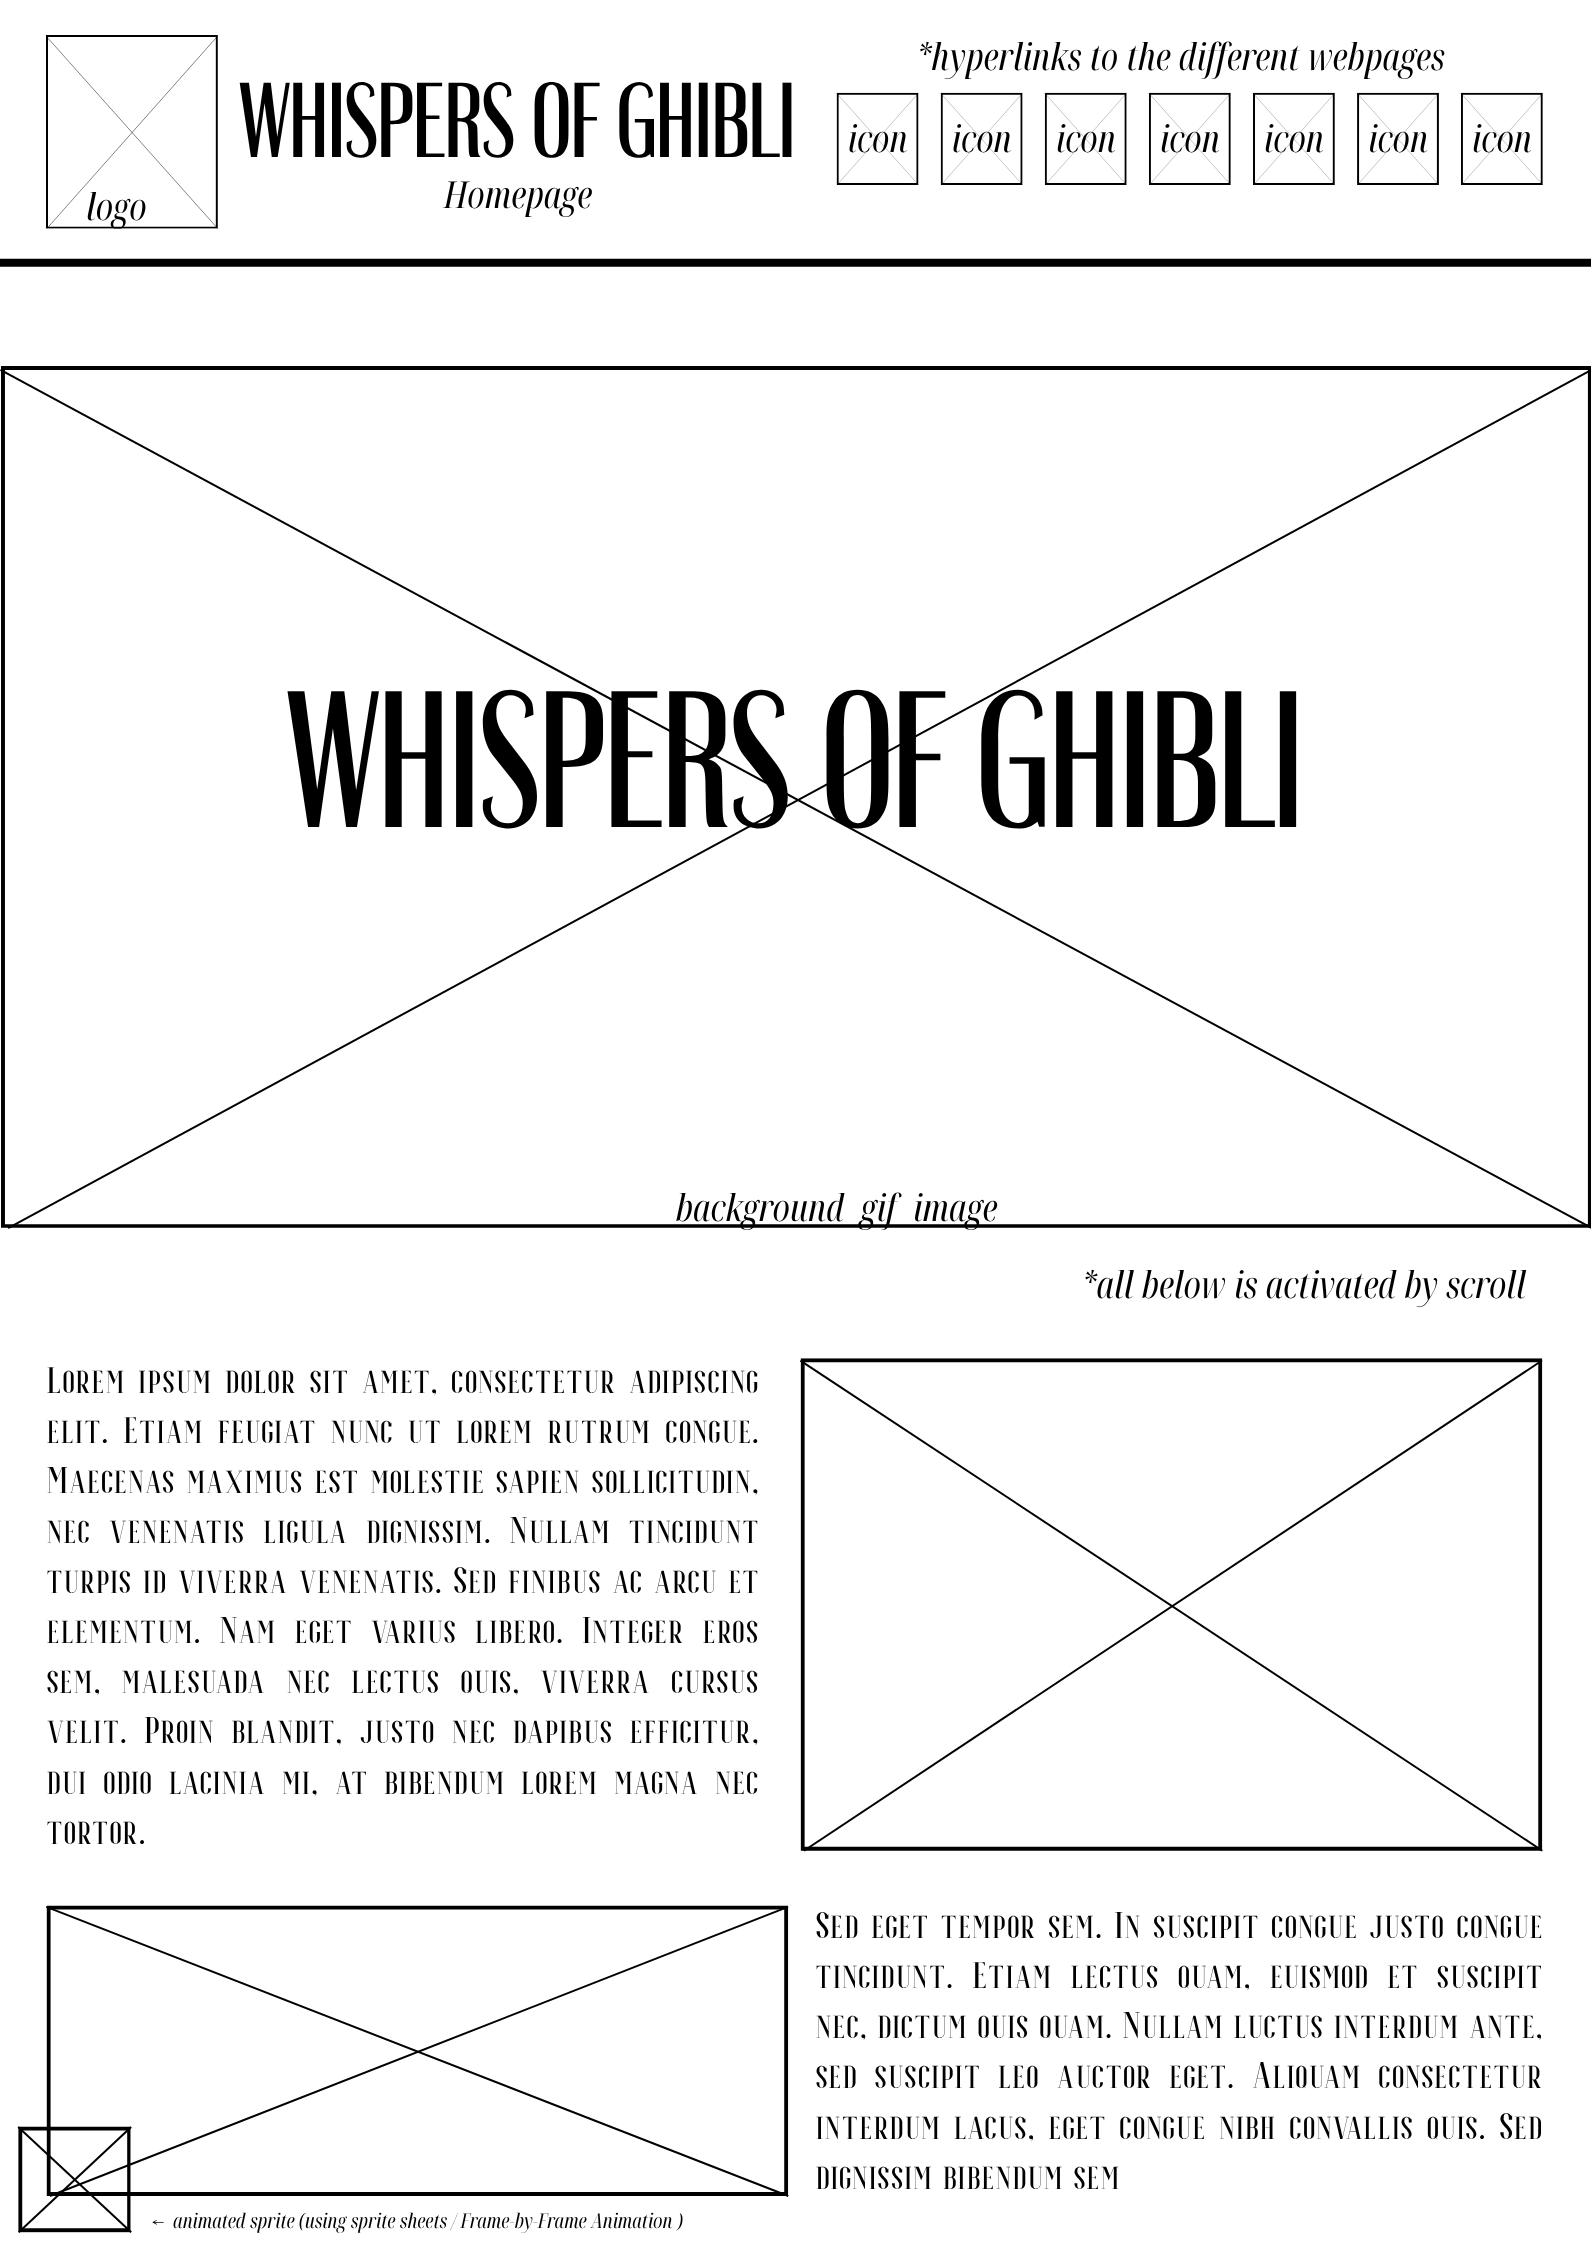 *hyperlinks to the different webpages
WHISPERS OF GHIBLI
icon icon icon icon icon icon icon
Homepage
logo
WHISPERS OF GHIBLI
background gif image
*all below is activated by scroll
Lorem ipsum dolor sit amet, consectetur adipiscing
elit. Etiam feugiat nunc ut lorem rutrum congue.
Maecenas maximus est molestie sapien sollicitudin,
nec venenatis ligula dignissim. Nullam tincidunt
turpis id viverra venenatis. Sed finibus ac arcu et
elementum. Nam eget varius libero. Integer eros
sem, malesuada nec lectus quis, viverra cursus
velit. Proin blandit, justo nec dapibus efficitur,
dui odio lacinia mi, at bibendum lorem magna nec
tortor.
Sed eget tempor sem. In suscipit congue justo congue
tincidunt. Etiam lectus quam, euismod et suscipit
nec, dictum quis quam. Nullam luctus interdum ante,
sed suscipit leo auctor eget. Aliquam consectetur
interdum lacus, eget congue nibh convallis quis. Sed
dignissim bibendum sem
← animated sprite (using sprite sheets / Frame-by-Frame Animation )